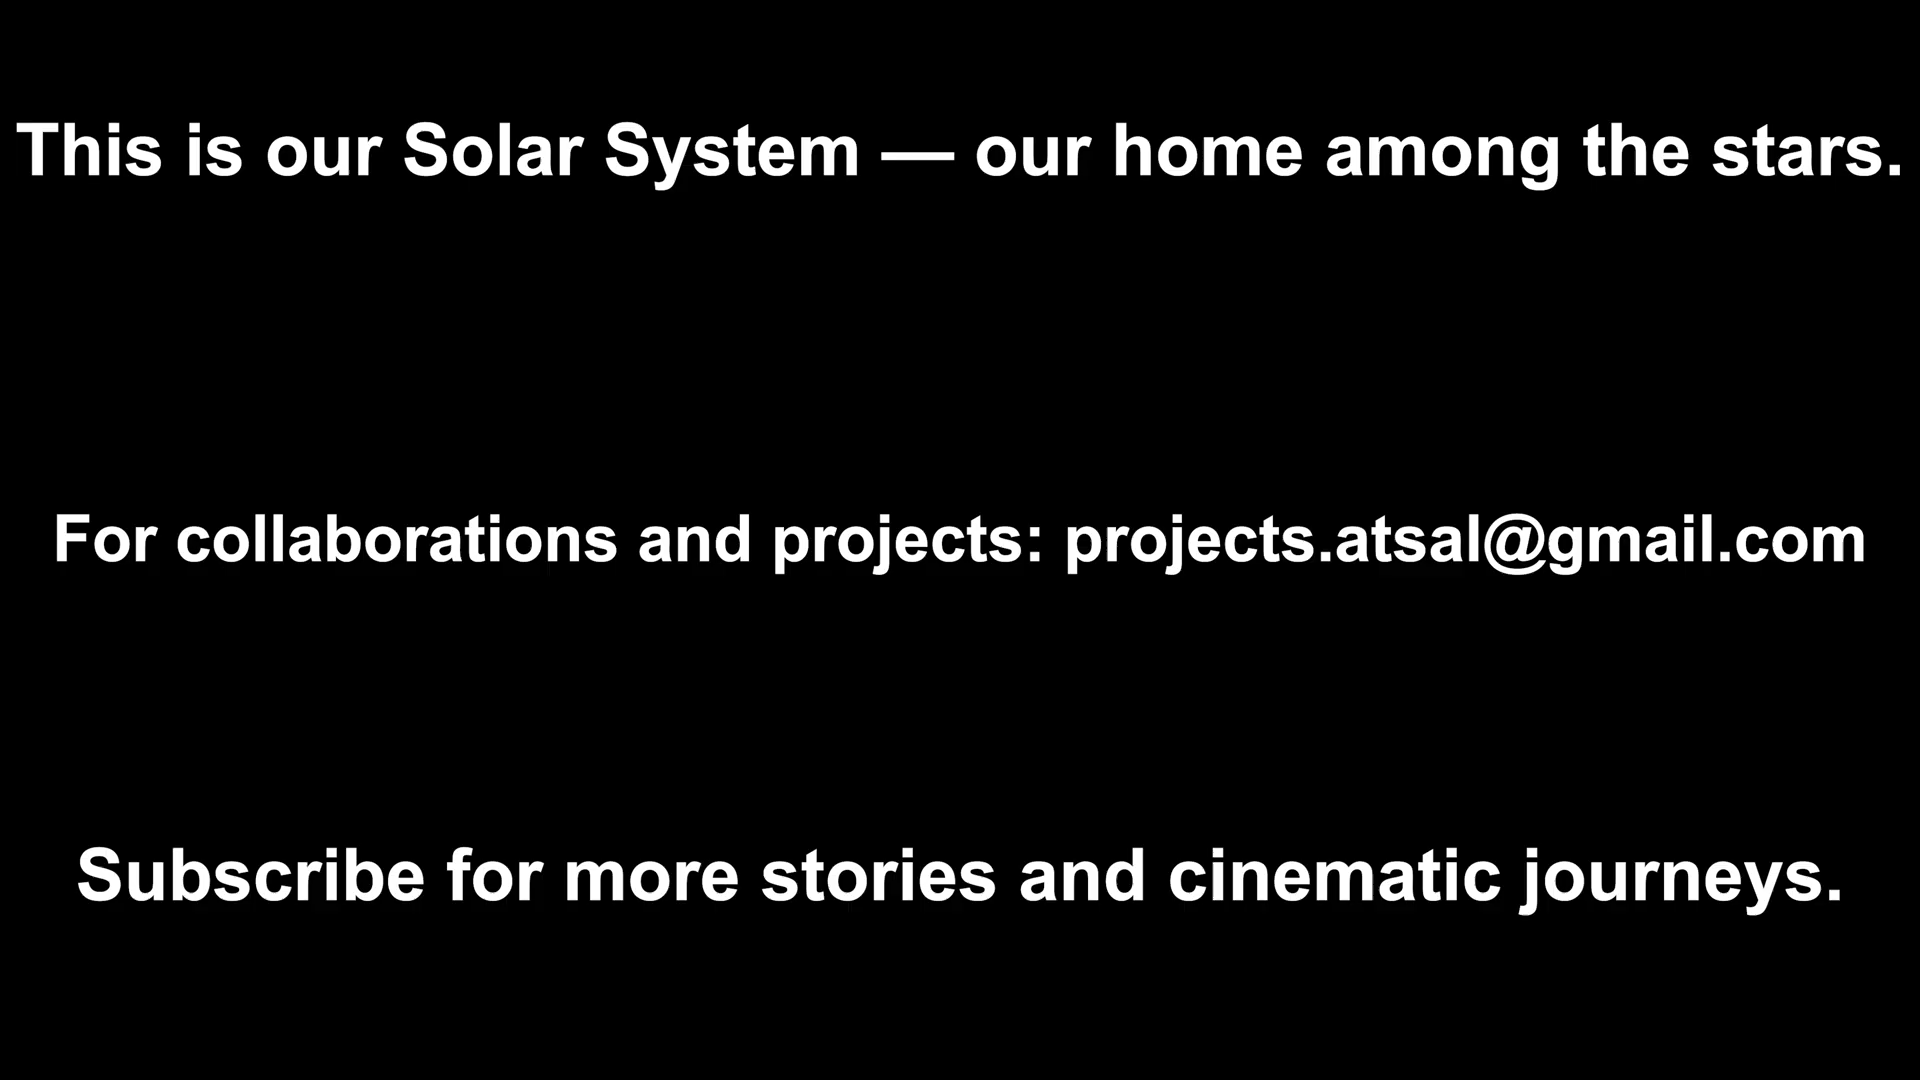 This is our Solar System — our home among the stars.
For collaborations and projects: projects.atsal@gmail.com
Subscribe for more stories and cinematic journeys.